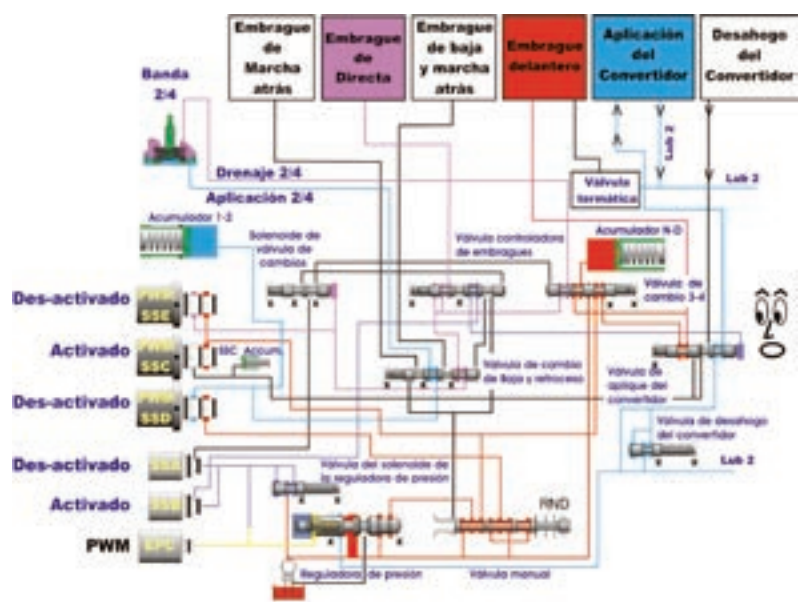 Embrague
de
Marcha
atrás
Embrague
de
Directa
Embrague
de baja
y marcha
atrás
Embrague
delantero
Aplicación
del
Convertidor
Desahogo
del
Convertidor
Banda
2/4
Drenaje 2/4
Aplicación 2/4
Lub 2
Lub 2
Válvula
termática
Acumulador 1-2
Solenoide de
válvula de
cambios
Válvula controladora
de embragues
Acumulador N-D
Válvula de
cambio 3-4
Des-activado
PWM
SSE
Activado
PWM
SSC
SSC Accum.
Des-activado
PWM
SSD
Válvula de cambio
de Baja y retroceso
Válvula de
aplique del
convertidor
Válvula de desahogo
del convertidor
Lub 2
Des-activado
SSA
Activado
SSB
Válvula del solenoide de
la reguladora de presión
PWM
EPC
RND
Reguladora de presión
Válvula manual